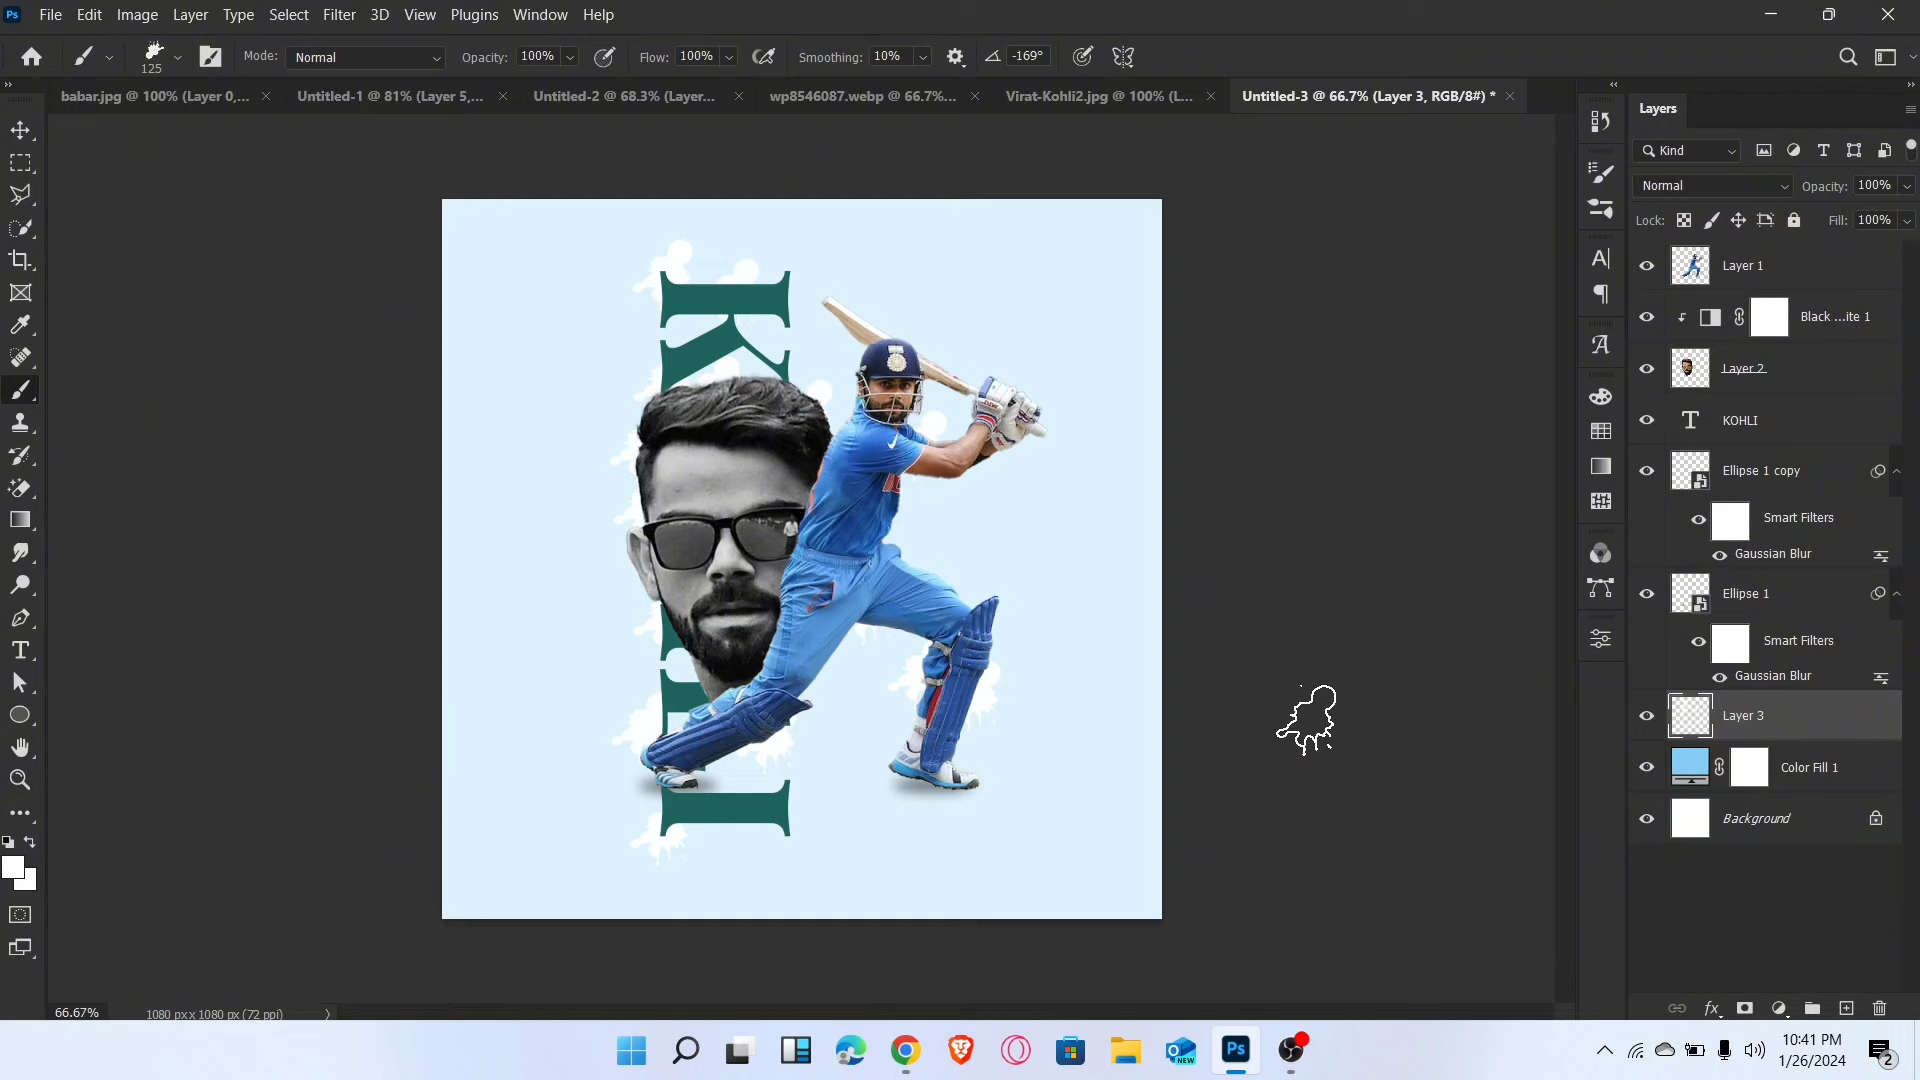 Ps File Edit Image Layer Type Select Filter 3D View Plugins Window Help
125 Mode: Normal Opacity: 100% Flow: 100% Smoothing: 10% -169°
babar.jpg @ 100% (Layer 0,... Untitled-1 @ 81% (Layer 5,... Untitled-2 @ 68.3% (Layer... wp8546087.webp @ 66.7%... Virat-Kohli2.jpg @ 100% (L... Untitled-3 @ 66.7% (Layer 3, RGB/8#) *
Layers
Kind
Normal Opacity: 100%
Lock: Fill: 100%
Layer 1
Black ...ite 1
Layer 2
KOHLI
Ellipse 1 copy
Smart Filters
Gaussian Blur
Ellipse 1
Smart Filters
Gaussian Blur
Layer 3
Color Fill 1
Background
K
I
66.67% 1080 px x 1080 px (72 ppi)
fx
NEW
Ps
10:41 PM
1/26/2024
2